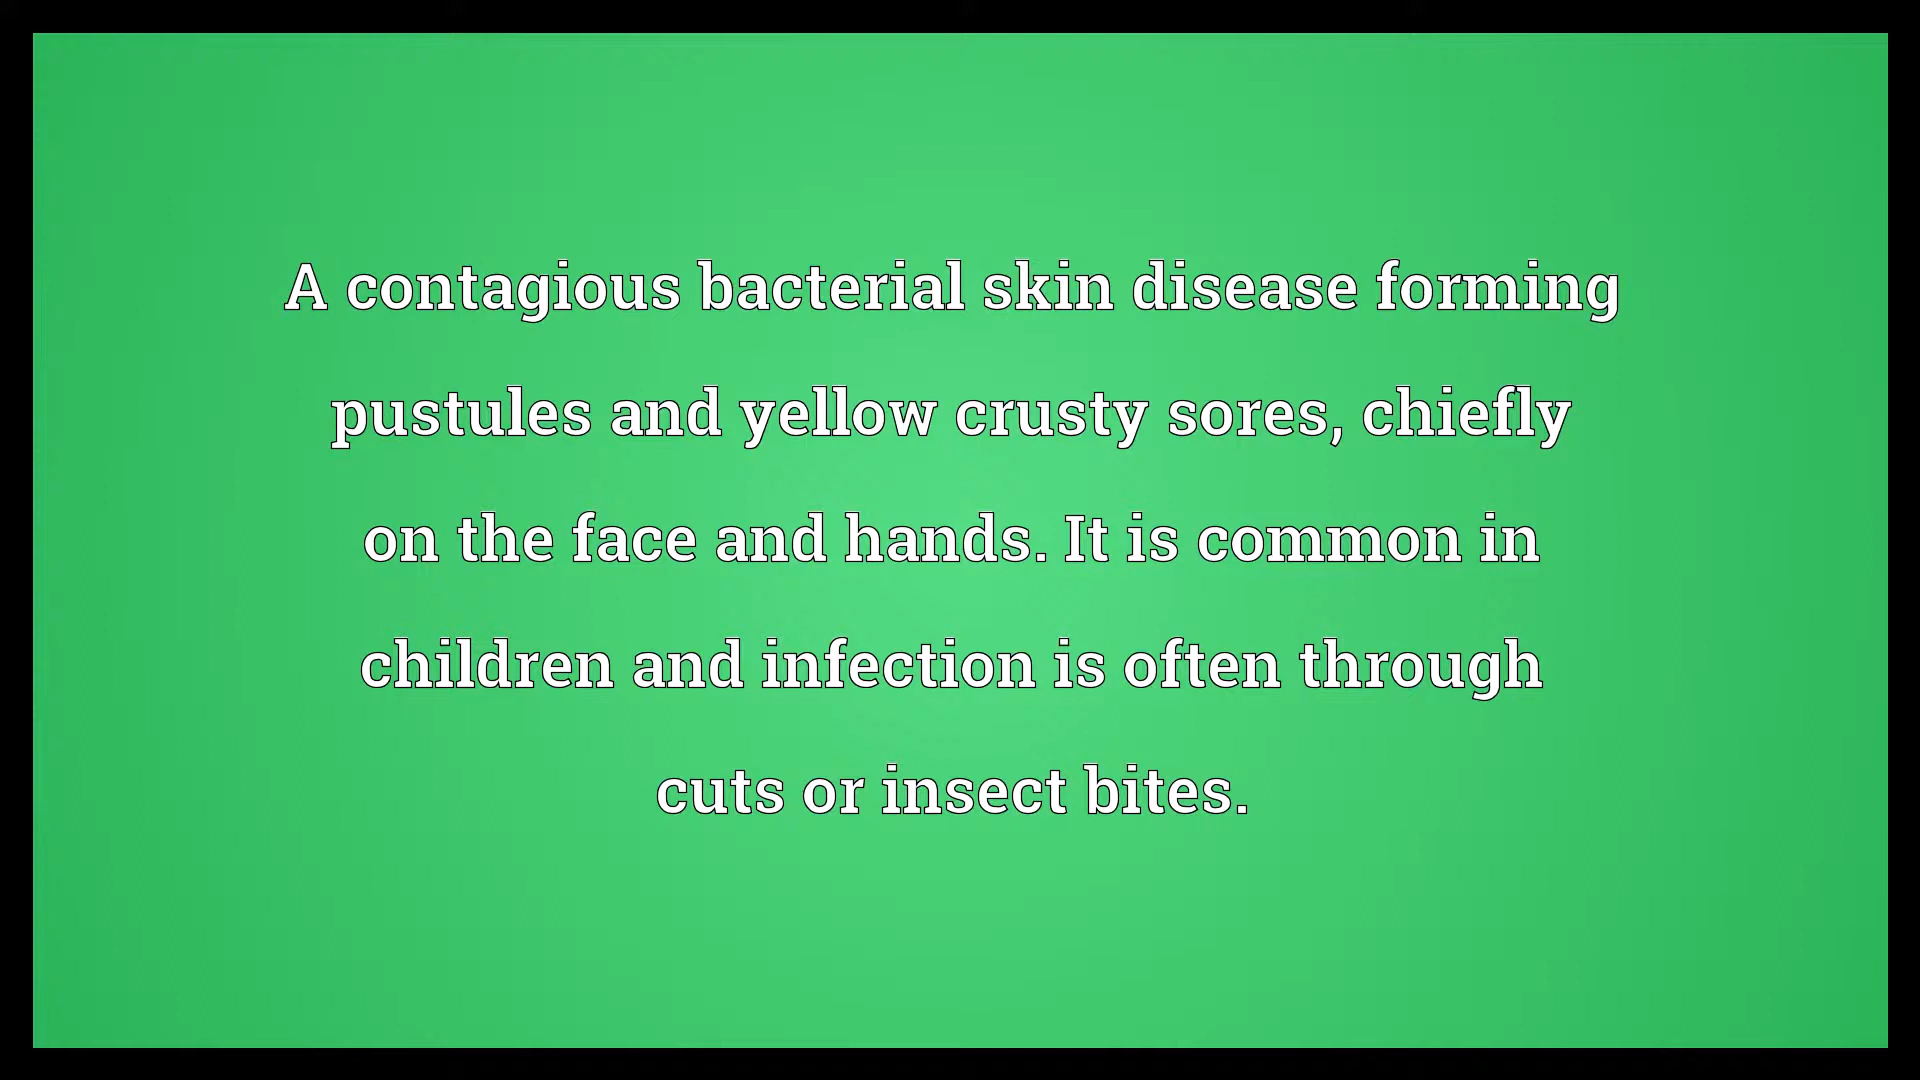 A contagious bacterial skin disease forming
pustules and yellow crusty sores, chiefly
on the face and hands. It is common in
children and infection is often through
cuts or insect bites.